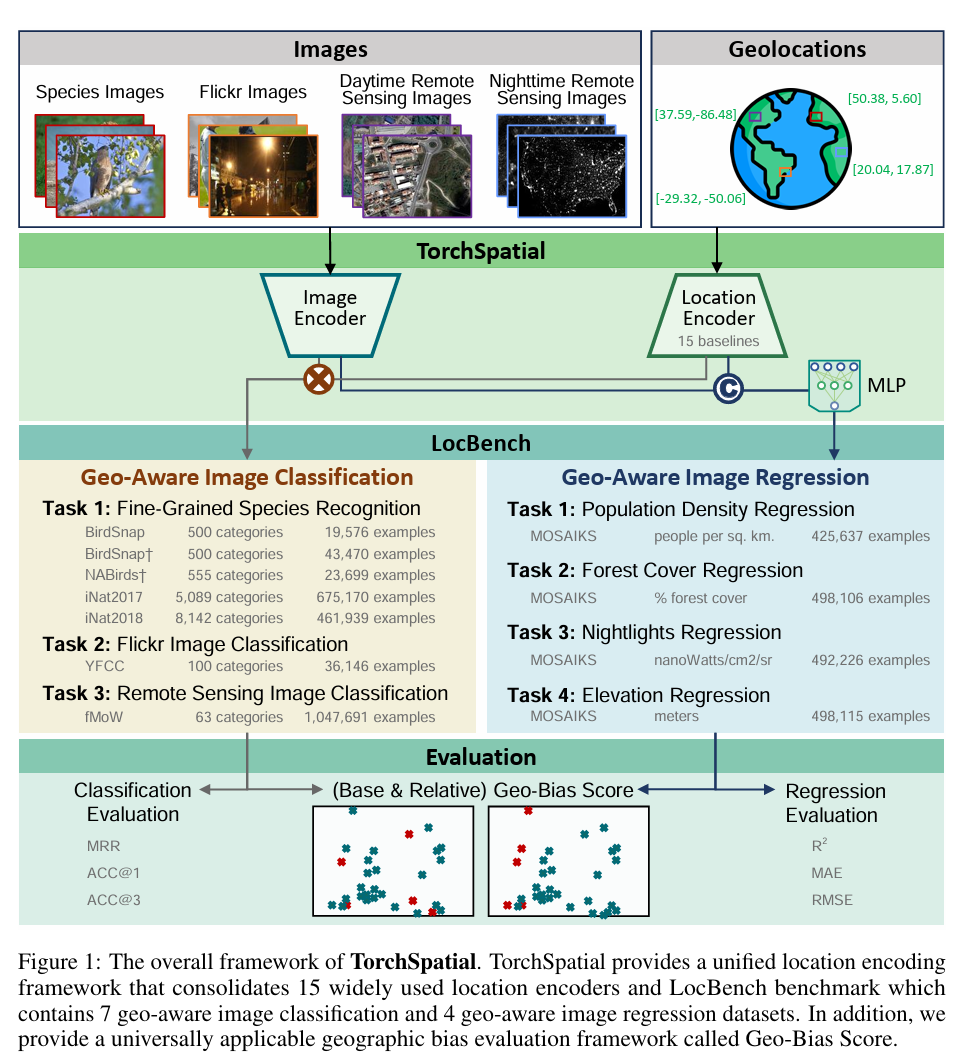 Images
Geolocations
Species Images
Flickr Images
Daytime Remote
Sensing Images
Nighttime Remote
Sensing Images
[37.59,-86.48]
[50.38, 5.60]
[20.04, 17.87]
[-29.32, -50.06]
TorchSpatial
Image
Encoder
Location
Encoder
15 baselines
C
MLP
LocBench
Geo-Aware Image Classification
Task 1: Fine-Grained Species Recognition
BirdSnap 500 categories 19,576 examples
BirdSnap† 500 categories 43,470 examples
NABirds† 555 categories 23,699 examples
iNat2017 5,089 categories 675,170 examples
iNat2018 8,142 categories 461,939 examples
Task 2: Flickr Image Classification
YFCC 100 categories 36,146 examples
Task 3: Remote Sensing Image Classification
fMoW 63 categories 1,047,691 examples
Geo-Aware Image Regression
Task 1: Population Density Regression
MOSAIKS people per sq. km. 425,637 examples
Task 2: Forest Cover Regression
MOSAIKS % forest cover 498,106 examples
Task 3: Nightlights Regression
MOSAIKS nanoWatts/cm2/sr 492,226 examples
Task 4: Elevation Regression
MOSAIKS meters 498,115 examples
Evaluation
Classification
Evaluation
MRR
ACC@1
ACC@3
(Base & Relative) Geo-Bias Score
Regression
Evaluation
R²
MAE
RMSE
Figure 1: The overall framework of TorchSpatial. TorchSpatial provides a unified location encoding
framework that consolidates 15 widely used location encoders and LocBench benchmark which
contains 7 geo-aware image classification and 4 geo-aware image regression datasets. In addition, we
provide a universally applicable geographic bias evaluation framework called Geo-Bias Score.